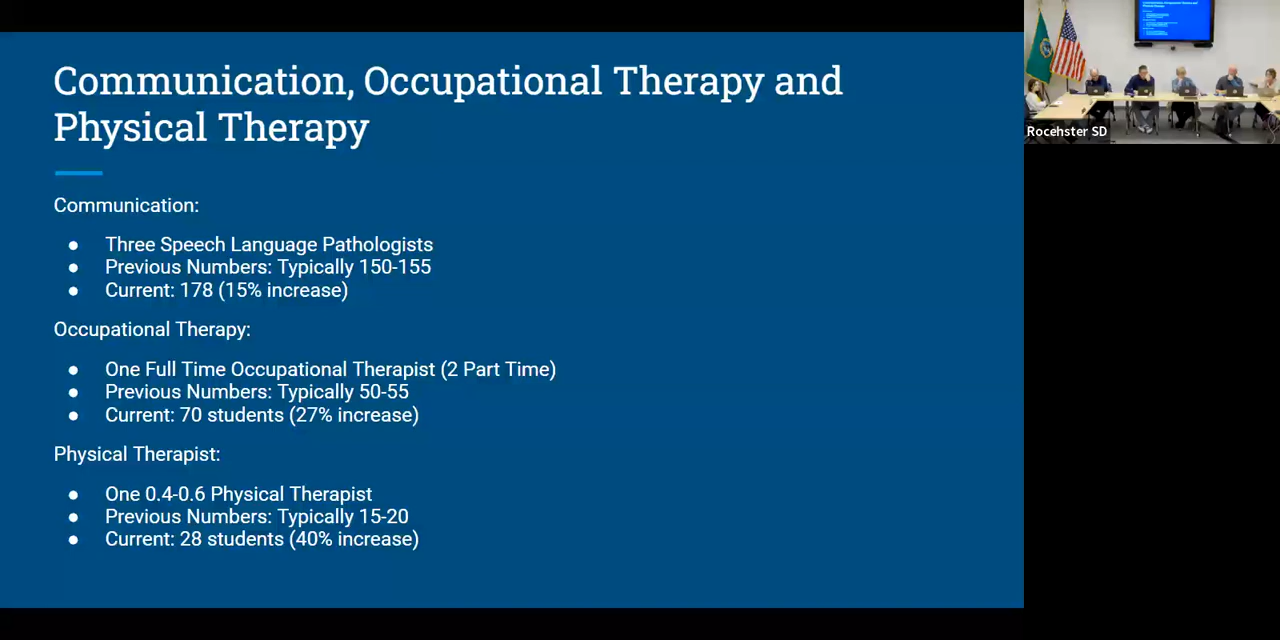 Communication, Occupational Therapy and
Physical Therapy
Communication:
● Three Speech Language Pathologists
● Previous Numbers: Typically 150-155
● Current: 178 (15% increase)
Occupational Therapy:
● One Full Time Occupational Therapist (2 Part Time)
● Previous Numbers: Typically 50-55
● Current: 70 students (27% increase)
Physical Therapist:
● One 0.4-0.6 Physical Therapist
● Previous Numbers: Typically 15-20
● Current: 28 students (40% increase)
Rocehster SD